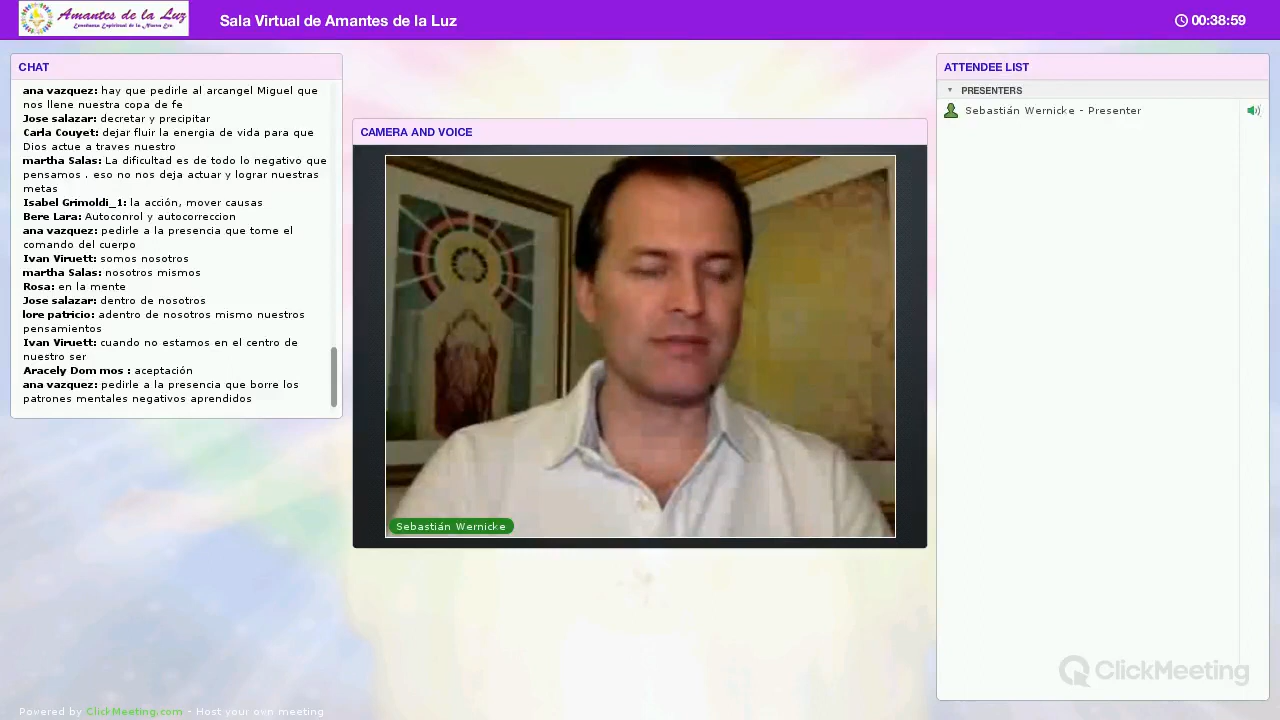 Amantes de la Luz
Enseñanza Espiritual de la Nueva Era
Sala Virtual de Amantes de la Luz
00:38:59
CHAT
ana vazquez: hay que pedirle al arcangel Miguel que
nos llene nuestra copa de fe
Jose salazar: decretar y precipitar
Carla Couyet: dejar fluir la energia de vida para que
Dios actue a traves nuestro
martha Salas: La dificultad es de todo lo negativo que
pensamos . eso no nos deja actuar y lograr nuestras
metas
Isabel Grimoldi_1: la acción, mover causas
Bere Lara: Autoconrol y autocorreccion
ana vazquez: pedirle a la presencia que tome el
comando del cuerpo
Ivan Viruett: somos nosotros
martha Salas: nosotros mismos
Rosa: en la mente
Jose salazar: dentro de nosotros
lore patricio: adentro de nosotros mismo nuestros
pensamientos
Ivan Viruett: cuando no estamos en el centro de
nuestro ser
Aracely Dom mos : aceptación
ana vazquez: pedirle a la presencia que borre los
patrones mentales negativos aprendidos
CAMERA AND VOICE
Sebastián Wernicke
ATTENDEE LIST
PRESENTERS
Sebastián Wernicke - Presenter
ClickMeeting
Powered by ClickMeeting.com - Host your own meeting